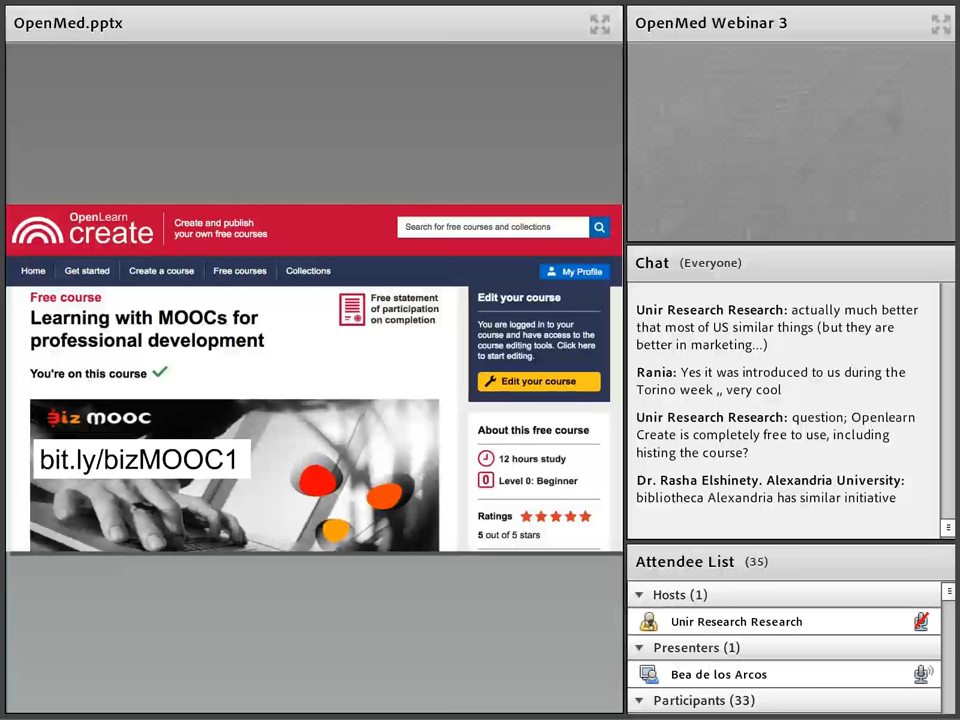 OpenMed.pptx
OpenLearn
create
Create and publish
your own free courses
Search for free courses and collections
Home
Get started
Create a course
Free courses
Collections
My Profile
Free course
Learning with MOOCs for
professional development
Free statement
of participation
on completion
You're on this course
Biz MOOC
bit.ly/bizMOOC1
Edit your course
You are logged in to your
course and have access to the
course editing tools. Click here
to start editing.
Edit your course
About this free course
12 hours study
0 Level 0: Beginner
Ratings
5 out of 5 stars
OpenMed Webinar 3
Chat (Everyone)
Unir Research Research: actually much better
that most of US similar things (but they are
better in marketing...)
Rania: Yes it was introduced to us during the
Torino week ,, very cool
Unir Research Research: question; Openlearn
Create is completely free to use, including
histing the course?
Dr. Rasha Elshinety. Alexandria University:
bibliotheca Alexandria has similar initiative
Attendee List (35)
Hosts (1)
Unir Research Research
Presenters (1)
Bea de los Arcos
Participants (33)